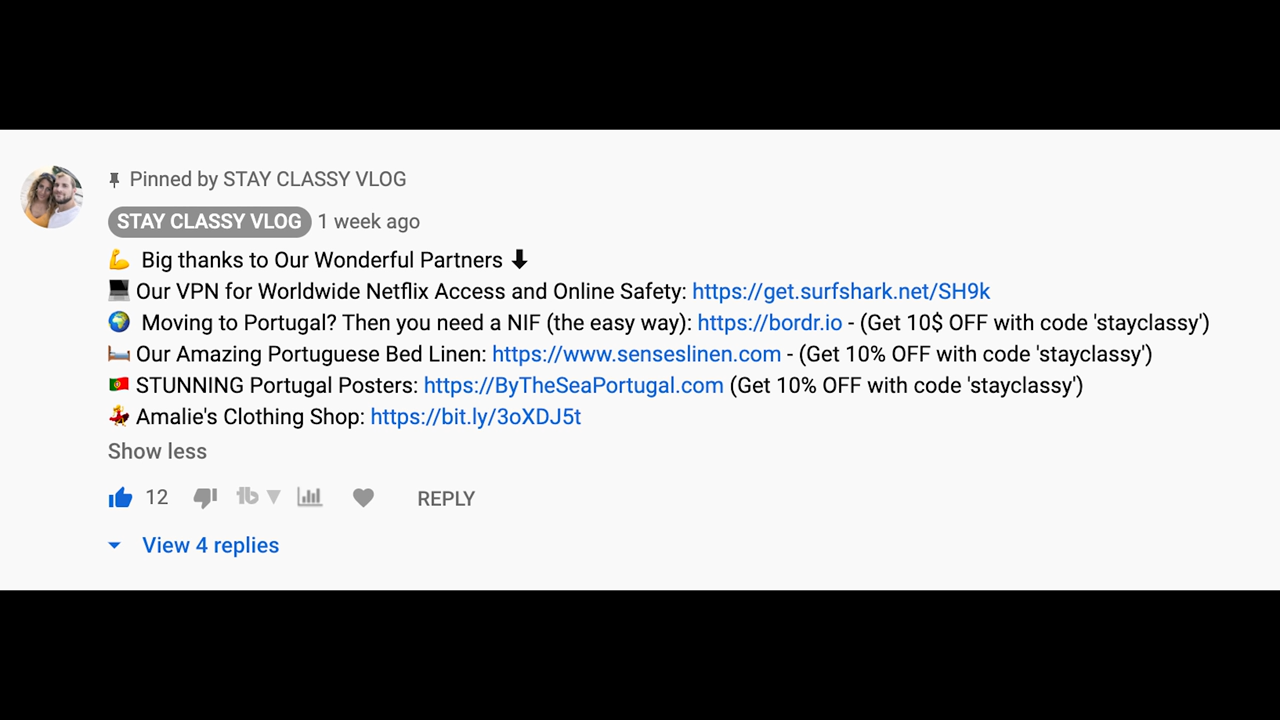 Pinned by STAY CLASSY VLOG
STAY CLASSY VLOG 1 week ago
💪 Big thanks to Our Wonderful Partners ⬇
💻 Our VPN for Worldwide Netflix Access and Online Safety: https://get.surfshark.net/SH9k
🌍 Moving to Portugal? Then you need a NIF (the easy way): https://bordr.io - (Get 10$ OFF with code 'stayclassy')
🛏 Our Amazing Portuguese Bed Linen: https://www.senseslinen.com - (Get 10% OFF with code 'stayclassy')
🇵🇹 STUNNING Portugal Posters: https://ByTheSeaPortugal.com (Get 10% OFF with code 'stayclassy')
💃 Amalie's Clothing Shop: https://bit.ly/3oXDJ5t
Show less
12 REPLY
View 4 replies